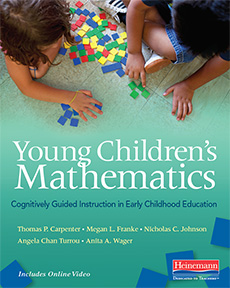 Young Children's
Mathematics
Cognitively Guided Instruction in Early Childhood Education
Thomas P. Carpenter • Megan L. Franke • Nicholas C. Johnson
Angela Chan Turrou • Anita A. Wager
Includes Online Video
Heinemann
DEDICATED TO TEACHERS™